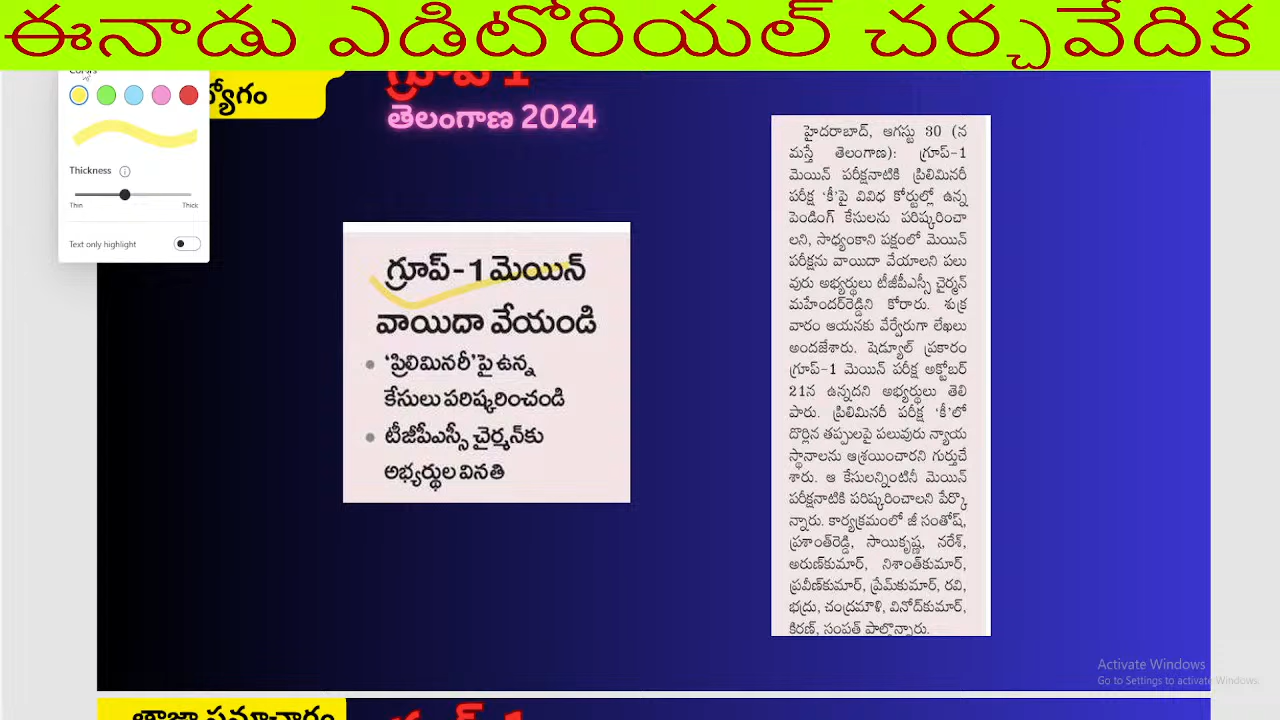 ఈనాడు ఎడిటోరియల్ చర్చావేదిక
Colors
గ్రూప్ 1
తెలంగాణ 2024
Thickness
Thin Thick
Text only highlight
గ్రూప్-1 మెయిన్
వాయిదా వేయండి
• 'ప్రిలిమినరీ'పై ఉన్న
కేసులు పరిష్కరించండి
• టీజీపీఎస్సీ చైర్మన్‌కు
అభ్యర్థుల వినతి
హైదరాబాద్, ఆగస్టు 30 (న
మస్తే తెలంగాణ): గ్రూప్-1
మెయిన్ పరీక్షనాటికి ప్రిలిమినరీ
పరీక్ష 'కీ'పై వివిధ కోర్టుల్లో ఉన్న
పెండింగ్ కేసులను పరిష్కరించా
లని, సాధ్యంకాని పక్షంలో మెయిన్
పరీక్షను వాయిదా వేయాలని పలు
వురు అభ్యర్థులు టీజీపీఎస్సీ చైర్మన్
మహేందర్‌రెడ్డిని కోరారు. శుక్ర
వారం ఆయనకు వేర్వేరుగా లేఖలు
అందజేశారు. షెడ్యూల్ ప్రకారం
గ్రూప్-1 మెయిన్ పరీక్ష అక్టోబర్
21న ఉన్నదని అభ్యర్థులు తెలి
పారు. ప్రిలిమినరీ పరీక్ష 'కీ'లో
దొర్లిన తప్పులపై పలువురు న్యాయ
స్థానాలను ఆశ్రయించారని గుర్తుచే
శారు. ఆ కేసులన్నింటినీ మెయిన్
పరీక్షనాటికి పరిష్కరించాలని పేర్కొ
న్నారు. కార్యక్రమంలో జీ సంతోష్,
ప్రశాంత్‌రెడ్డి, సాయికృష్ణ, నరేశ్,
అరుణ్‌కుమార్, నిశాంత్‌కుమార్,
ప్రవీణ్‌కుమార్, ప్రేమ్‌కుమార్, రవి,
భద్రు, చంద్రమౌళి, వినోద్‌కుమార్,
కిరణ్, సంపత్ పాల్గొన్నారు.
Activate Windows
Go to Settings to activate Windows.
తాజా సమాచారం